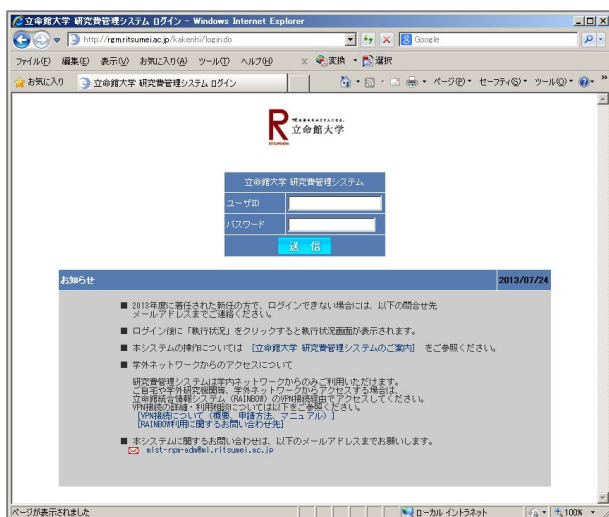 立命館大学 研究費管理システム ログイン - Windows Internet Explorer
http://rgm.ritsumei.ac.jp/kakenhi/login.do
Google
ファイル(F) 編集(E) 表示(V) お気に入り(A) ツール(T) ヘルプ(H) x 変換 選択
お気に入り 立命館大学 研究費管理システム ログイン ページ(P) セーフティ(S) ツール(O)
R 立命館大学
RITSUMEIKAN
立命館大学 研究費管理システム
ユーザID
パスワード
送 信
お知らせ 2013/07/24
■ 2013年度に着任された新任の方で、ログインできない場合には、以下の問合せ先
メールアドレスまでご連絡ください。
■ ログイン後に「執行状況」をクリックすると執行状況画面が表示されます。
■ 本システムの操作については [立命館大学 研究費管理システムのご案内] をご参照ください。
■ 学外ネットワークからのアクセスについて
研究費管理システムは学内ネットワークからのみご利用いただけます。
ご自宅や学外研究機関等、学外ネットワークからアクセスする場合は、
立命館統合情報システム (RAINBOW) のVPN接続経由でアクセスしてください。
VPN接続の詳細・利用相談については以下をご参照ください。
[VPN接続について(概要、申請方法、マニュアル)]
[RAINBOW利用に関するお問い合わせ先]
■ 本システムに関するお問い合わせは、以下のメールアドレスまでお願いします。
mlst-rgm-adm@ml.ritsumei.ac.jp
ページが表示されました ローカル イントラネット 100%